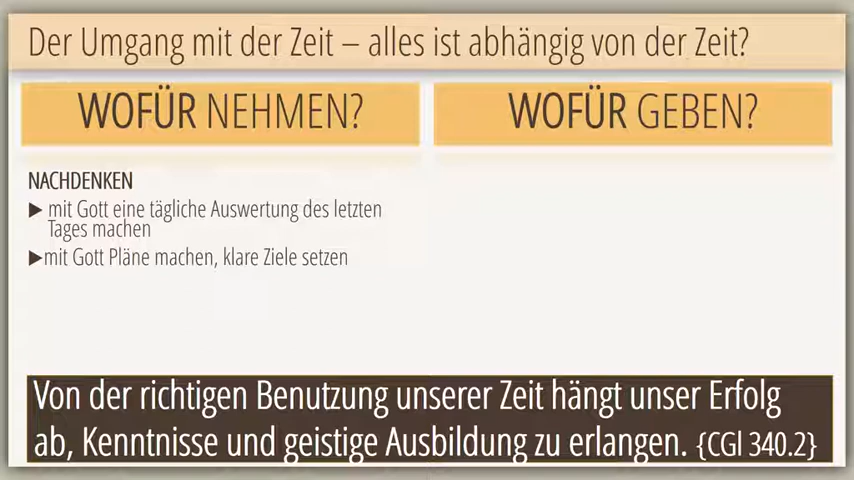 Der Umgang mit der Zeit – alles ist abhängig von der Zeit?
WOFÜR NEHMEN?
WOFÜR GEBEN?
NACHDENKEN
▶ mit Gott eine tägliche Auswertung des letzten
Tages machen
▶mit Gott Pläne machen, klare Ziele setzen
Von der richtigen Benutzung unserer Zeit hängt unser Erfolg
ab, Kenntnisse und geistige Ausbildung zu erlangen. {CGl 340.2}